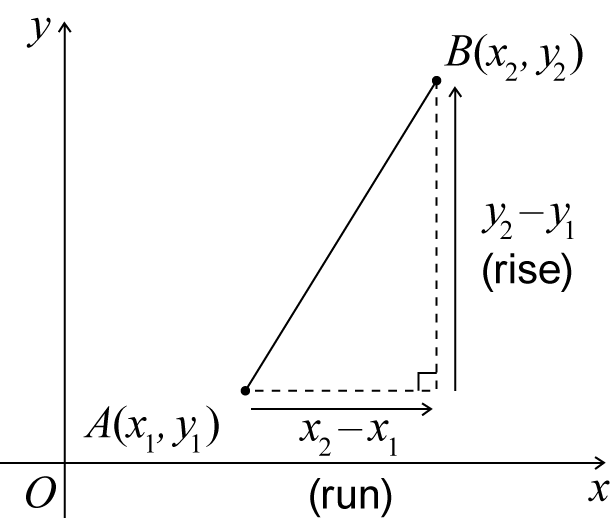 y
B(x₂, y₂)
y₂−y₁
(rise)
A(x₁, y₁)
x₂−x₁
O
(run)
x